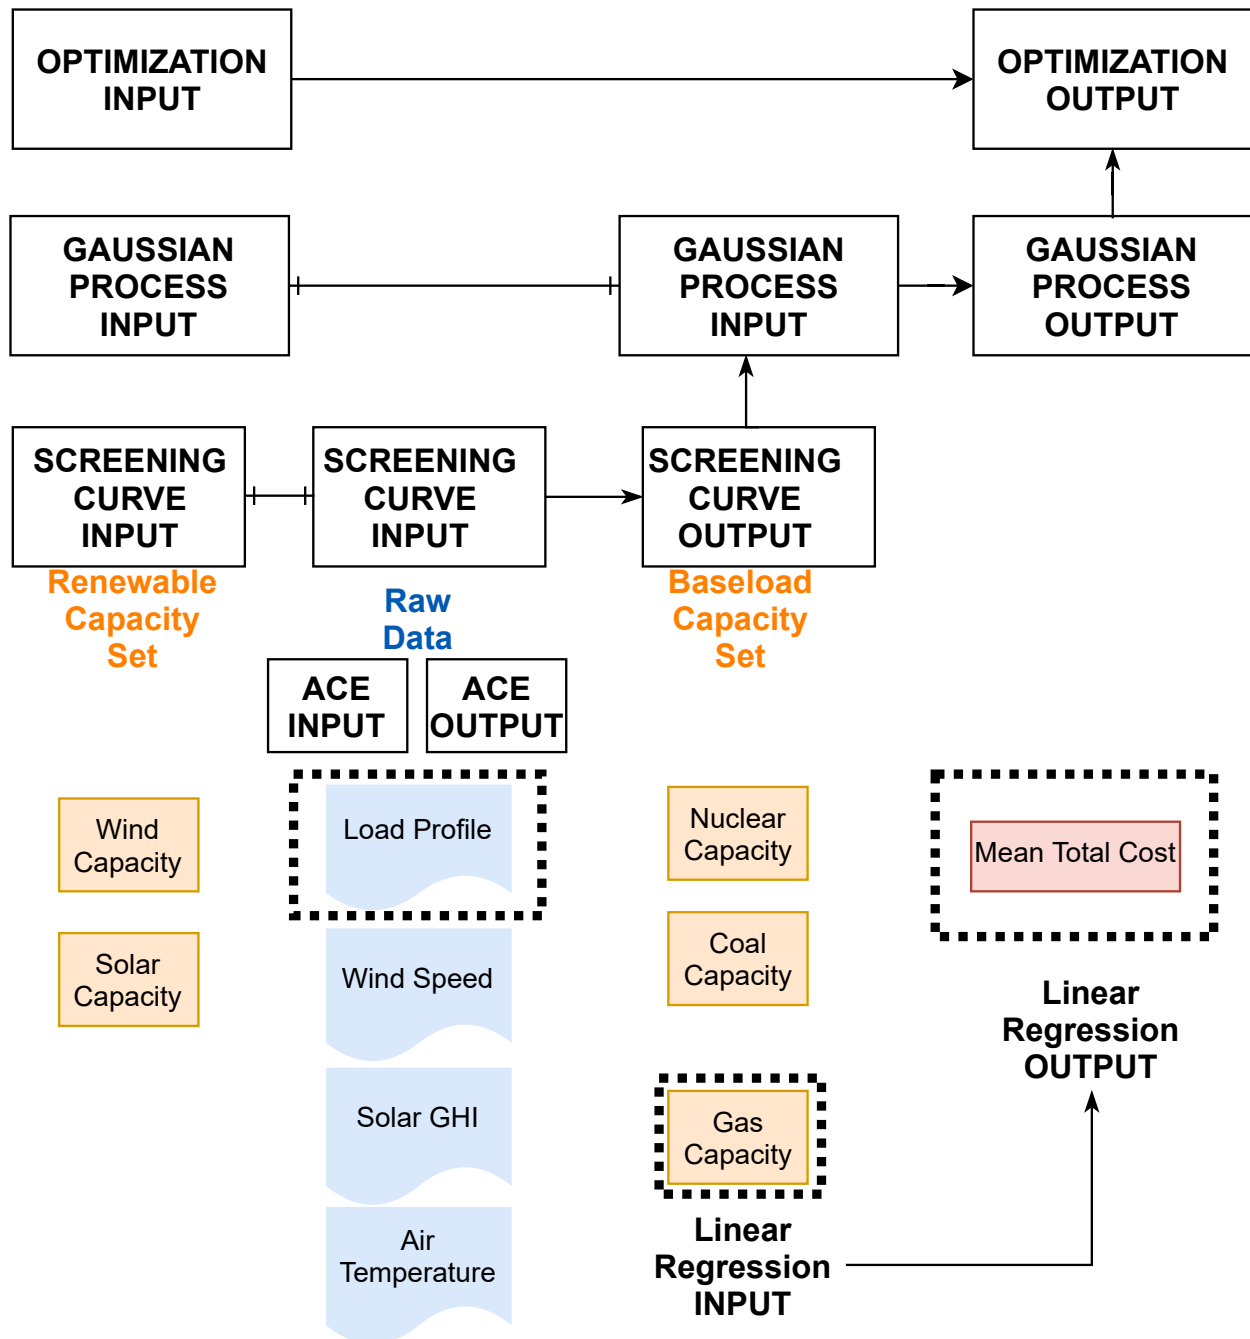 OPTIMIZATION
INPUT
OPTIMIZATION
OUTPUT
GAUSSIAN
PROCESS
INPUT
GAUSSIAN
PROCESS
INPUT
GAUSSIAN
PROCESS
OUTPUT
SCREENING
CURVE
INPUT
SCREENING
CURVE
INPUT
SCREENING
CURVE
OUTPUT
Renewable
Capacity
Set
Raw
Data
Baseload
Capacity
Set
ACE
INPUT
ACE
OUTPUT
Wind
Capacity
Load Profile
Nuclear
Capacity
Mean Total Cost
Solar
Capacity
Wind Speed
Coal
Capacity
Linear
Regression
OUTPUT
Solar GHI
Gas
Capacity
Air
Temperature
Linear
Regression
INPUT